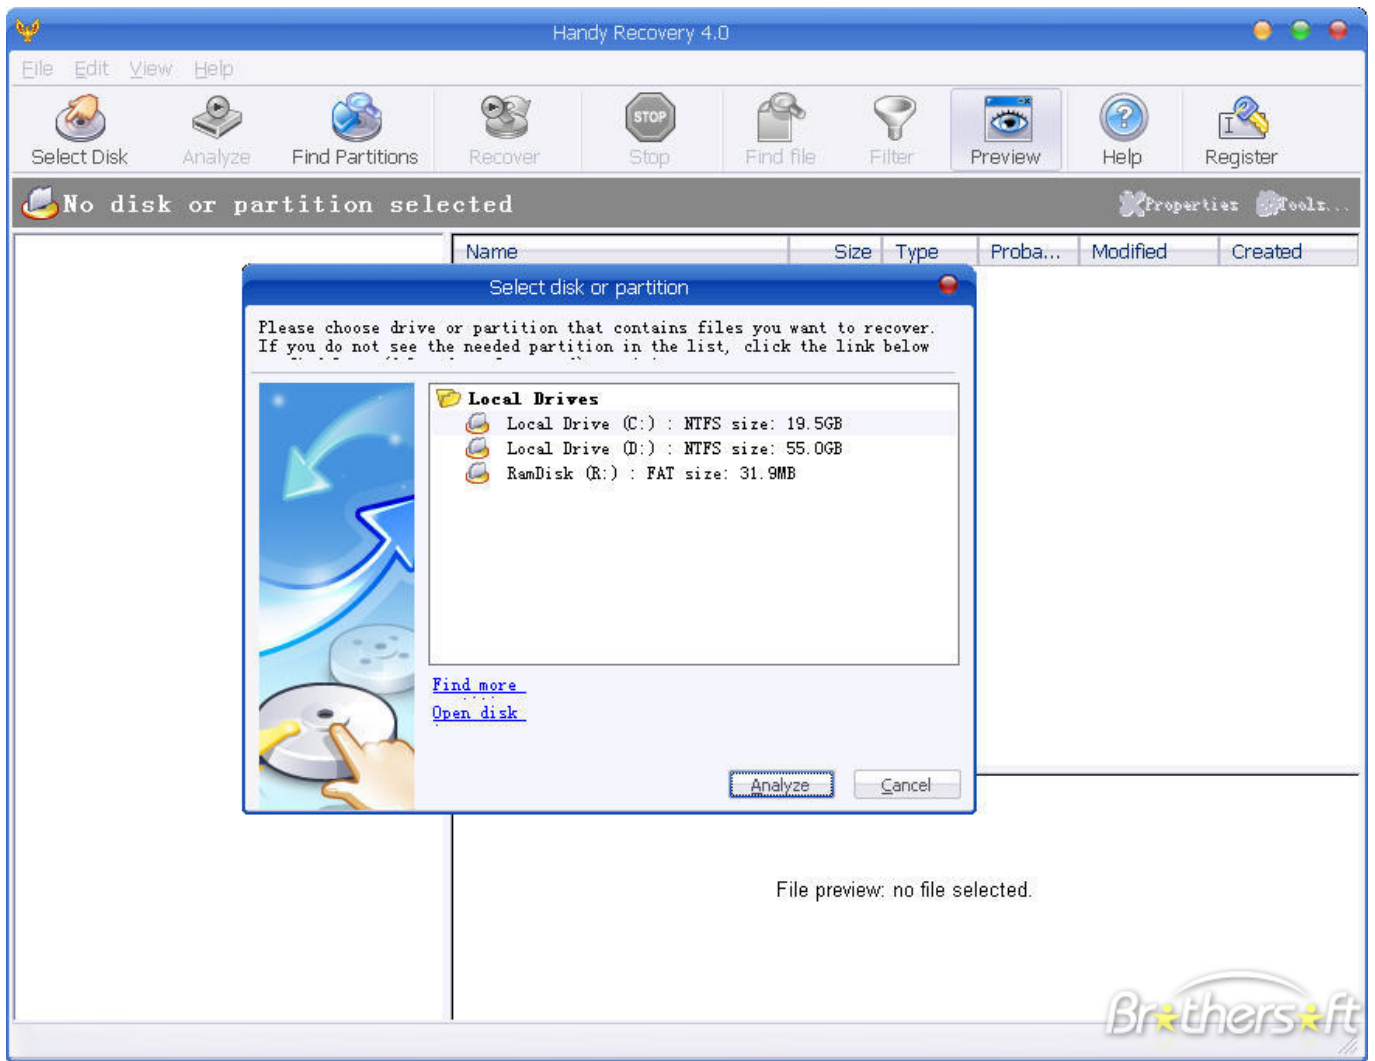 Handy Recovery 4.0
File Edit View Help
Select Disk Analyze Find Partitions Recover STOP Stop Find file Filter Preview Help Register
No disk or partition selected Properties Tools...
Name Size Type Proba... Modified Created
Select disk or partition
Please choose drive or partition that contains files you want to recover.
If you do not see the needed partition in the list, click the link below
Local Drives
Local Drive (C:) : NTFS size: 19.5GB
Local Drive (D:) : NTFS size: 55.0GB
RamDisk (R:) : FAT size: 31.9MB
Find more
Open disk
Analyze Cancel
File preview: no file selected.
Brothersoft